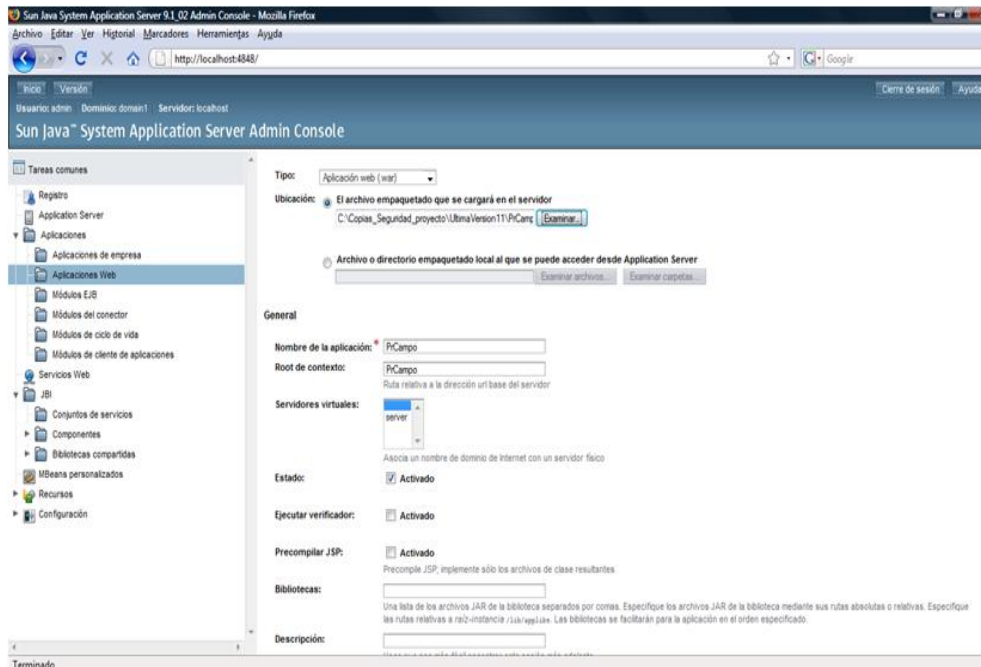 Sun Java System Application Server 9.1_02 Admin Console - Mozilla Firefox
Archivo Editar Ver Historial Marcadores Herramientas Ayuda
http://localhost:4848/
Google
Inicio Versión
Cierre de sesión Ayuda
Usuario: admin Dominio: domain1 Servidor: localhost
Sun Java™ System Application Server Admin Console
Tareas comunes
Registro
Application Server
Aplicaciones
Aplicaciones de empresa
Aplicaciones Web
Módulos EJB
Módulos del conector
Módulos de ciclo de vida
Módulos de cliente de aplicaciones
Servicios Web
JBI
Conjuntos de servicios
Componentes
Bibliotecas compartidas
MBeans personalizados
Recursos
Configuración
Tipo: Aplicación web (war)
Ubicación: El archivo empaquetado que se cargará en el servidor
C:\Copias_Seguridad_proyecto\UltimaVersion11\PrCamp Examinar...
Archivo o directorio empaquetado local al que se puede acceder desde Application Server
Examinar archivos... Examinar carpetas...
General
Nombre de la aplicación: * PrCampo
Root de contexto: PrCampo
Ruta relativa a la dirección url base del servidor
Servidores virtuales:
server
Asocia un nombre de dominio de Internet con un servidor físico
Estado: Activado
Ejecutar verificador: Activado
Precompilar JSP: Activado
Precompile JSP; implemente sólo los archivos de clase resultantes
Bibliotecas:
Una lista de los archivos JAR de la biblioteca separados por comas. Especifique los archivos JAR de la biblioteca mediante sus rutas absolutas o relativas. Especifique
las rutas relativas a raíz-instancia/lib/applibs. Las bibliotecas se facilitarán para la aplicación en el orden especificado.
Descripción:
Terminado